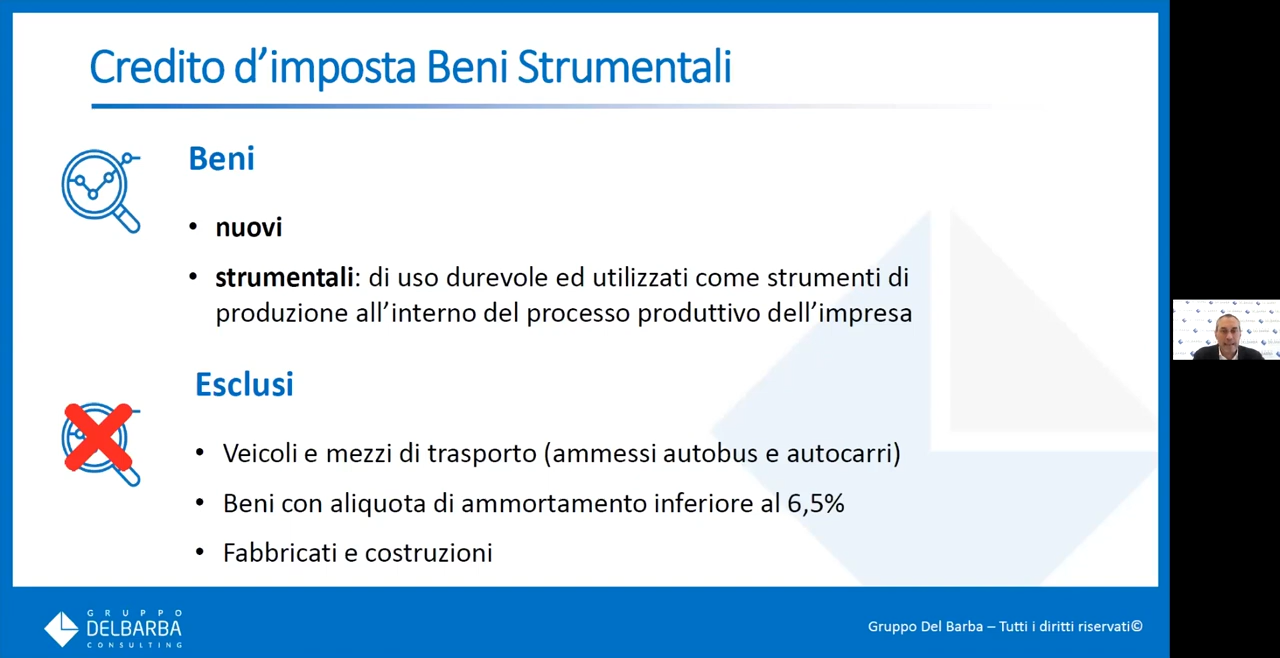 Credito d’imposta Beni Strumentali
Beni
• nuovi
• strumentali: di uso durevole ed utilizzati come strumenti di
produzione all’interno del processo produttivo dell’impresa
Esclusi
• Veicoli e mezzi di trasporto (ammessi autobus e autocarri)
• Beni con aliquota di ammortamento inferiore al 6,5%
• Fabbricati e costruzioni
GRUPPO
DELBARBA
CONSULTING
Gruppo Del Barba – Tutti i diritti riservati©